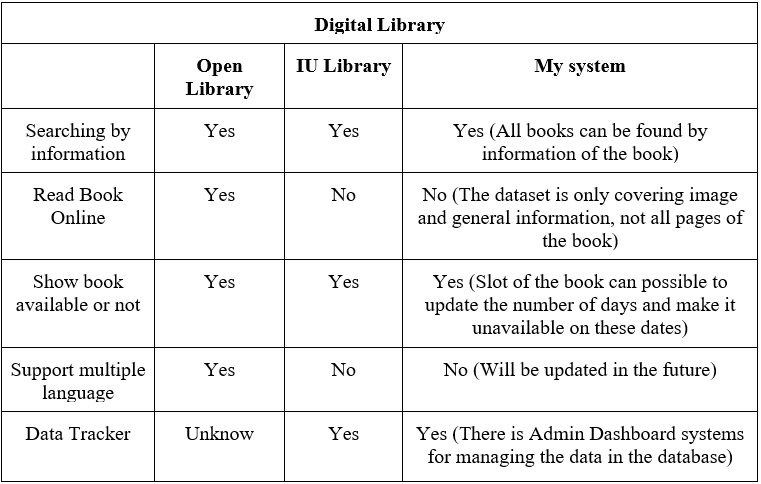 Digital Library
Open Library IU Library My system
Searching by information Yes Yes Yes (All books can be found by information of the book)
Read Book Online Yes No No (The dataset is only covering image and general information, not all pages of the book)
Show book available or not Yes Yes Yes (Slot of the book can possible to update the number of days and make it unavailable on these dates)
Support multiple language Yes No No (Will be updated in the future)
Data Tracker Unknow Yes Yes (There is Admin Dashboard systems for managing the data in the database)